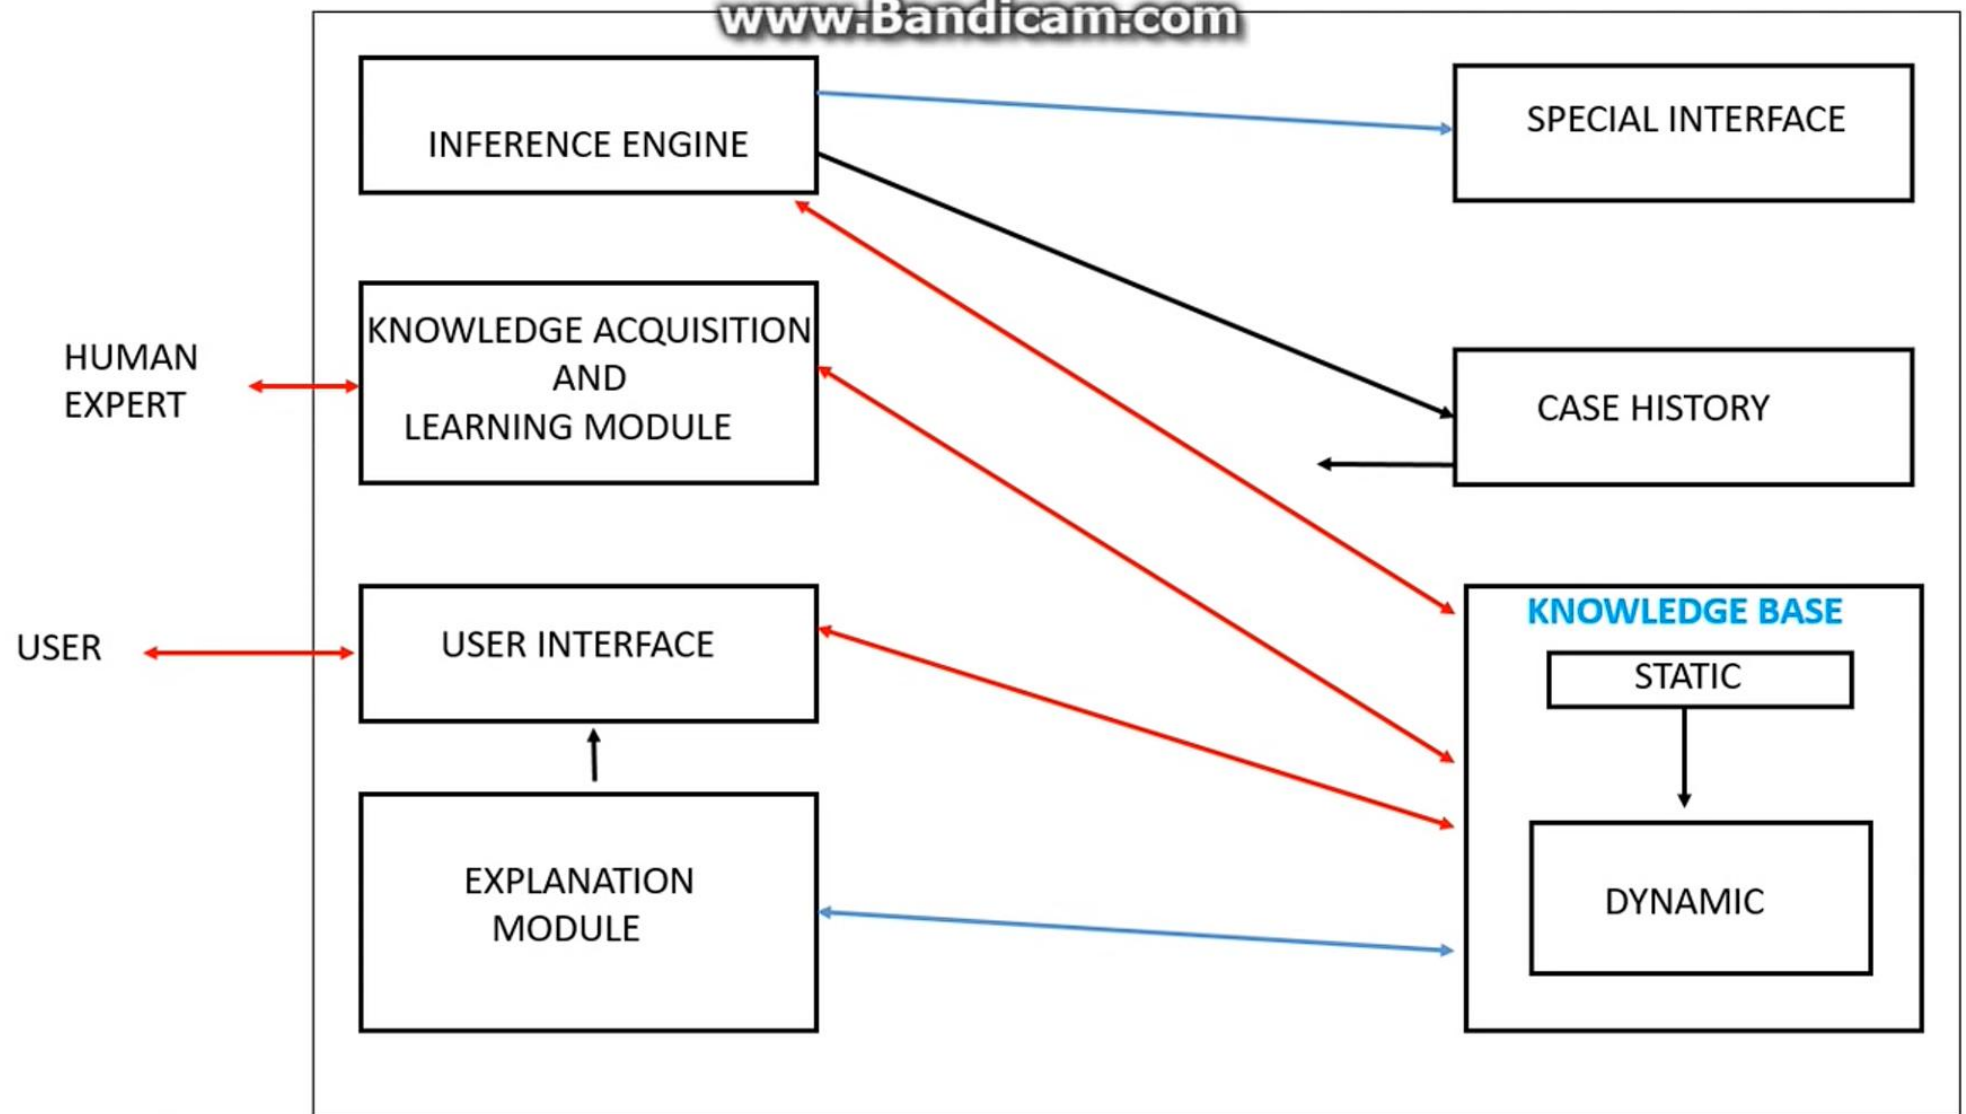 www.Bandicam.com
INFERENCE ENGINE
SPECIAL INTERFACE
KNOWLEDGE ACQUISITION
AND
LEARNING MODULE
HUMAN
EXPERT
CASE HISTORY
USER
USER INTERFACE
KNOWLEDGE BASE
STATIC
DYNAMIC
EXPLANATION
MODULE